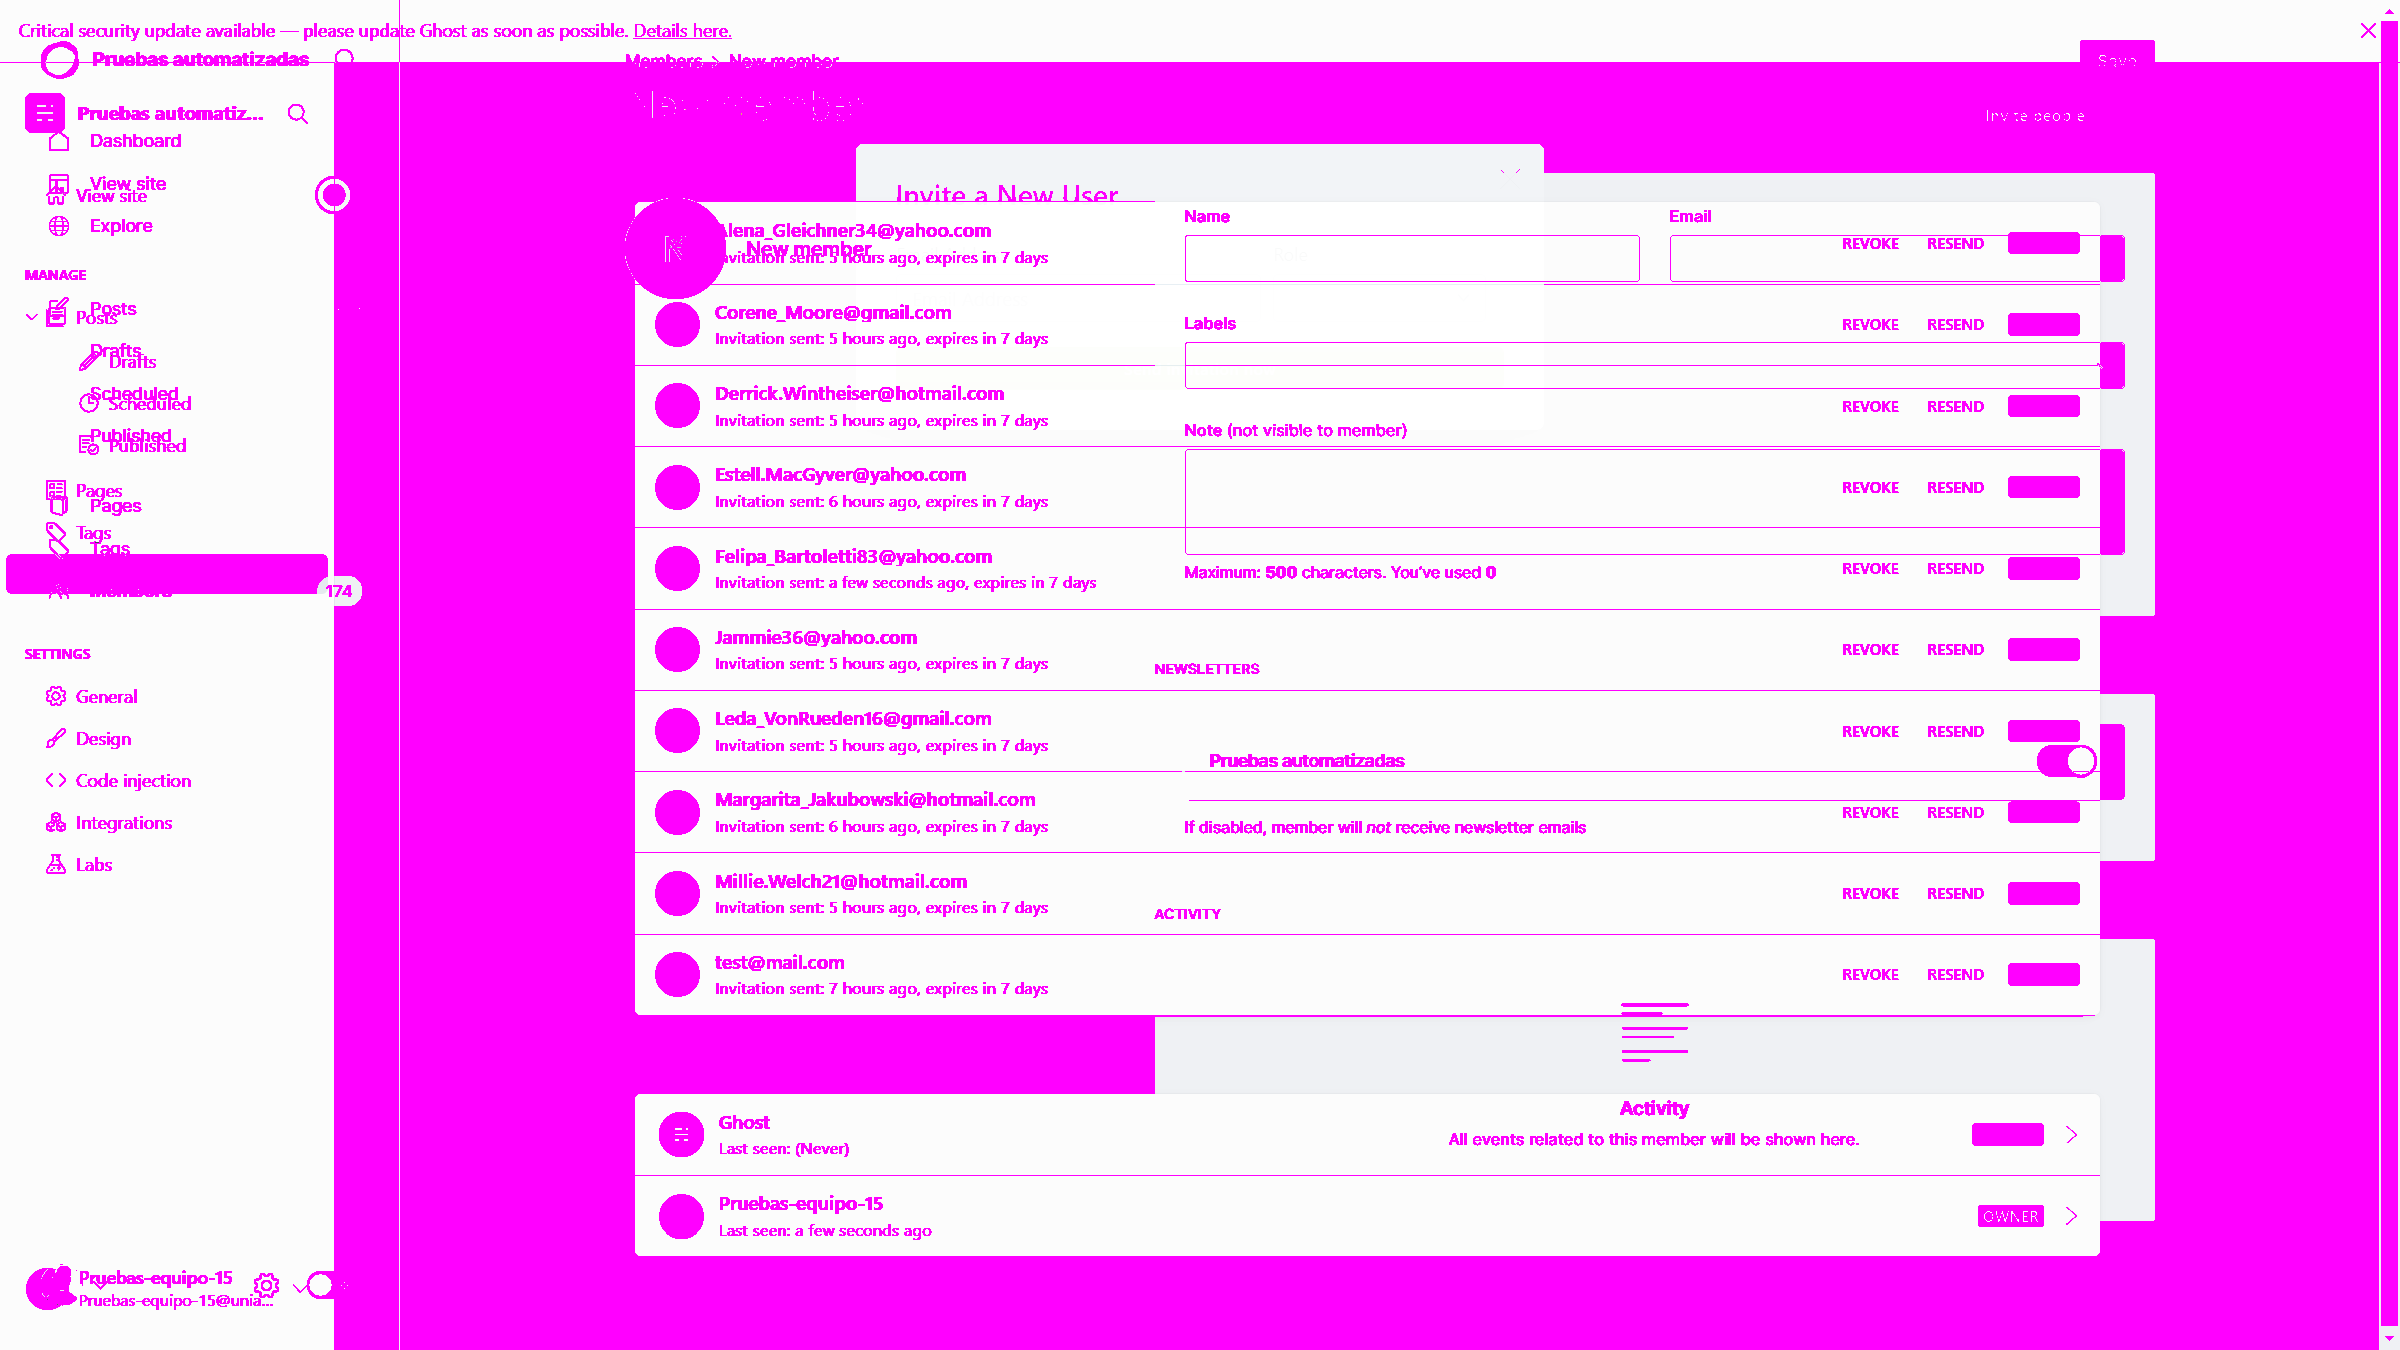 Critical security update available — please update Ghost as soon as possible. Details here.
Pruebas automatizadas
Members > New member
Save
Pruebas automatiz...
Invite people
Dashboard
View site
View site
Explore
MANAGE
Posts
Posts
Drafts
Drafts
Scheduled
Scheduled
Published
Published
Pages
Pages
Tags
Tags
Members
174
SETTINGS
General
Design
Code injection
Integrations
Labs
Pruebas-equipo-15
Pruebas-equipo-15@unia...
Invite a New User
New member
Alena_Gleichner34@yahoo.com
Invitation sent: 5 hours ago, expires in 7 days
REVOKE RESEND
Corene_Moore@gmail.com
Invitation sent: 5 hours ago, expires in 7 days
REVOKE RESEND
Derrick.Wintheiser@hotmail.com
Invitation sent: 5 hours ago, expires in 7 days
REVOKE RESEND
Estell.MacGyver@yahoo.com
Invitation sent: 6 hours ago, expires in 7 days
REVOKE RESEND
Felipa_Bartoletti83@yahoo.com
Invitation sent: a few seconds ago, expires in 7 days
REVOKE RESEND
Jammie36@yahoo.com
Invitation sent: 5 hours ago, expires in 7 days
REVOKE RESEND
Leda_VonRueden16@gmail.com
Invitation sent: 5 hours ago, expires in 7 days
REVOKE RESEND
Margarita_Jakubowski@hotmail.com
Invitation sent: 6 hours ago, expires in 7 days
REVOKE RESEND
Millie.Welch21@hotmail.com
Invitation sent: 5 hours ago, expires in 7 days
REVOKE RESEND
test@mail.com
Invitation sent: 7 hours ago, expires in 7 days
REVOKE RESEND
Name
Email
Labels
Note (not visible to member)
Maximum: 500 characters. You've used 0
NEWSLETTERS
Pruebas automatizadas
If disabled, member will not receive newsletter emails
ACTIVITY
Activity
All events related to this member will be shown here.
Ghost
Last seen: (Never)
Pruebas-equipo-15
Last seen: a few seconds ago
OWNER